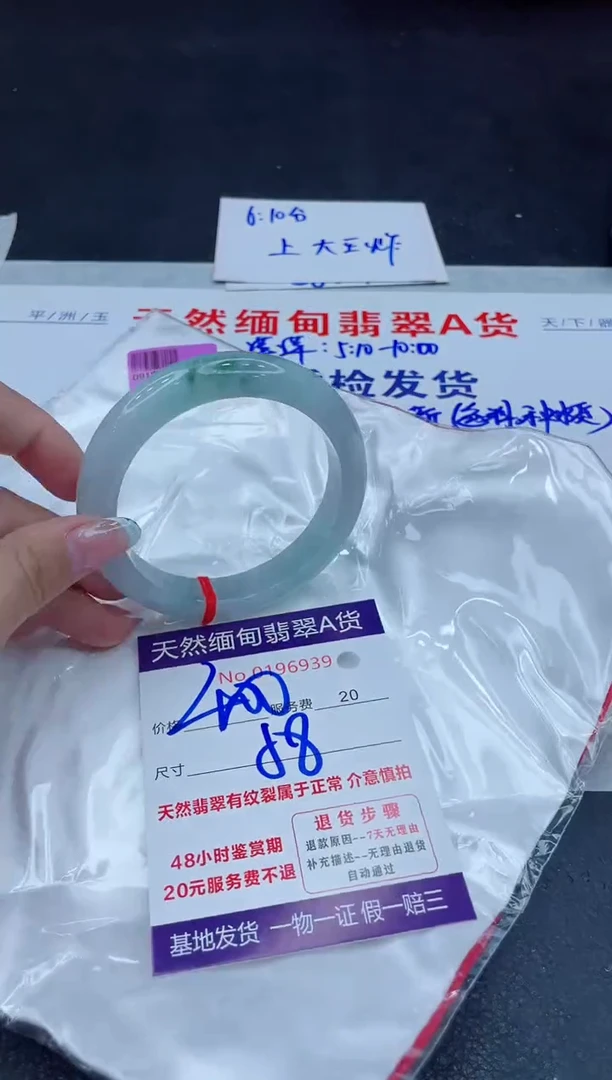 6:10分
上 大王炸
平/洲/玉
天然缅甸翡翠A货
天/下/
5:10-10:00
检发货
天然缅甸翡翠A货
No 0196939
价格
服务费 20
尺寸 58
天然翡翠有纹裂属于正常 介意慎拍
48小时鉴赏期
20元服务费不退
退货步骤
退款原因--7天无理由
补充描述--无理由退货
自动通过
基地发货 一物一证 假一赔三